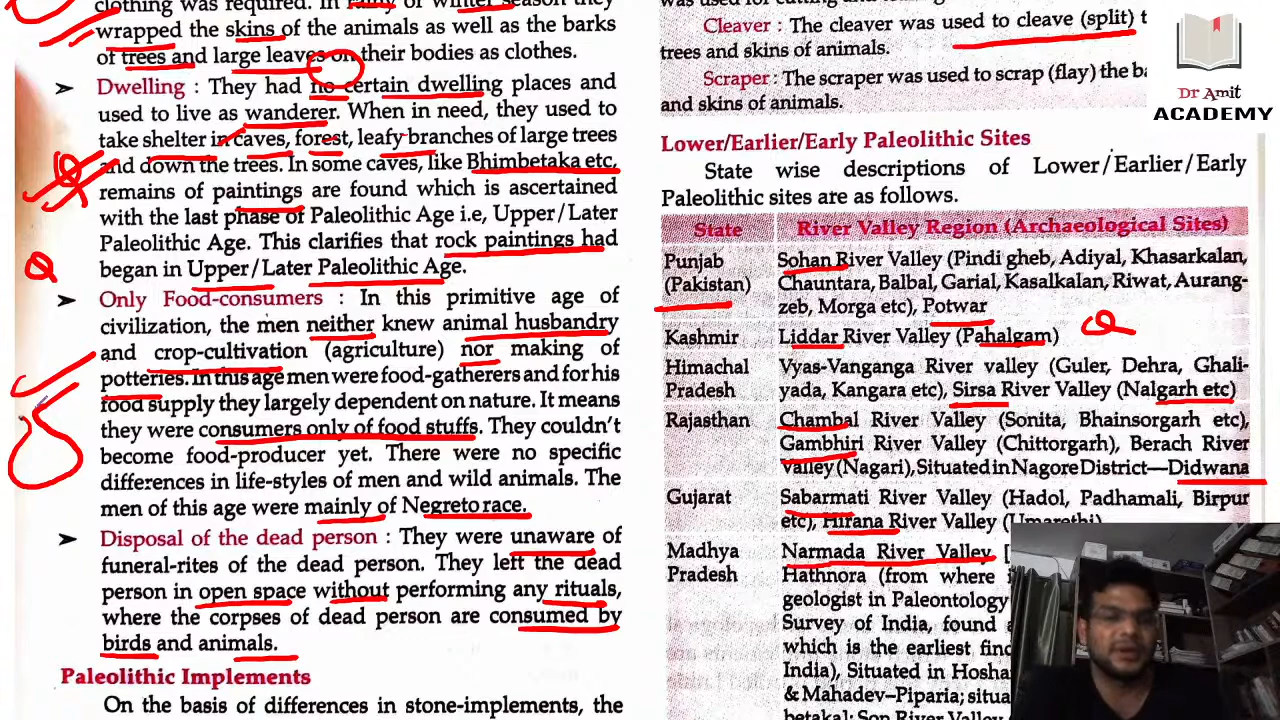 clothing was required. In rainy or winter season they
wrapped the skins of the animals as well as the barks
of trees and large leaves on their bodies as clothes.
➤ Dwelling : They had no certain dwelling places and
used to live as wanderer. When in need, they used to
take shelter in caves, forest, leafy branches of large trees
and down the trees. In some caves, like Bhimbetaka etc,
remains of paintings are found which is ascertained
with the last phase of Paleolithic Age i.e, Upper/Later
Paleolithic Age. This clarifies that rock paintings had
began in Upper/Later Paleolithic Age.
➤ Only Food-consumers : In this primitive age of
civilization, the men neither knew animal husbandry
and crop-cultivation (agriculture) nor making of
potteries. In this age men were food-gatherers and for his
food supply they largely dependent on nature. It means
they were consumers only of food stuffs. They couldn't
become food-producer yet. There were no specific
differences in life-styles of men and wild animals. The
men of this age were mainly of Negreto race.
➤ Disposal of the dead person : They were unaware of
funeral-rites of the dead person. They left the dead
person in open space without performing any rituals,
where the corpses of dead person are consumed by
birds and animals.
Paleolithic Implements
On the basis of differences in stone-implements, the
Cleaver : The cleaver was used to cleave (split) t
trees and skins of animals.
Scraper : The scraper was used to scrap (flay) the ba
and skins of animals.
Lower/Earlier/Early Paleolithic Sites
State wise descriptions of Lower/Earlier/Early
Paleolithic sites are as follows.
State River Valley Region (Archaeological Sites)
Punjab Sohan River Valley (Pindi gheb, Adiyal, Khasarkalan,
(Pakistan) Chauntara, Balbal, Garial, Kasalkalan, Riwat, Aurang-
zeb, Morga etc), Potwar
Kashmir Liddar River Valley (Pahalgam)
Himachal Vyas-Vanganga River valley (Guler, Dehra, Ghali-
Pradesh yada, Kangara etc), Sirsa River Valley (Nalgarh etc)
Rajasthan Chambal River Valley (Sonita, Bhainsorgarh etc),
Gambhiri River Valley (Chittorgarh), Berach River
Valley (Nagari), Situated in Nagore District—Didwana
Gujarat Sabarmati River Valley (Hadol, Padhamali, Birpur
etc), Hirana River Valley
Madhya Narmada River Valley [
Pradesh Hathnora (from where
geologist in Paleontology
Survey of India, found
which is the earliest
India), Situated in Hosha
& Mahadev–Piparia; situa
betakal; Son River Valley
Dr Amit
ACADEMY